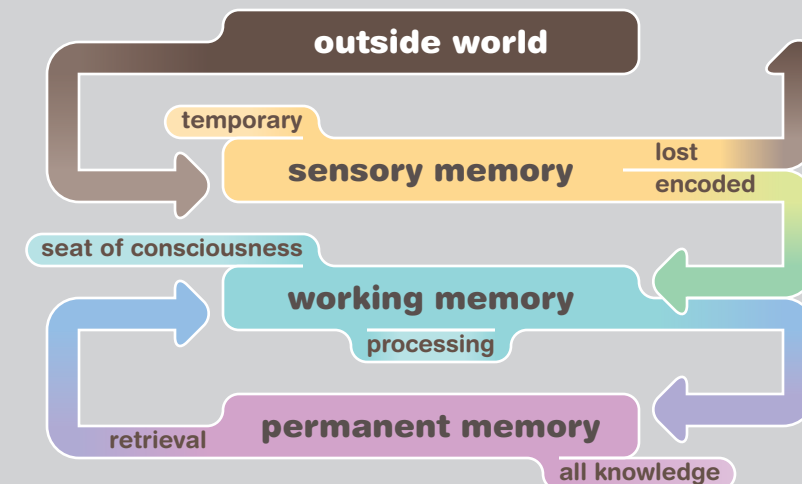 outside world
temporary
sensory memory
lost
encoded
seat of consciousness
working memory
processing
permanent memory
retrieval
all knowledge